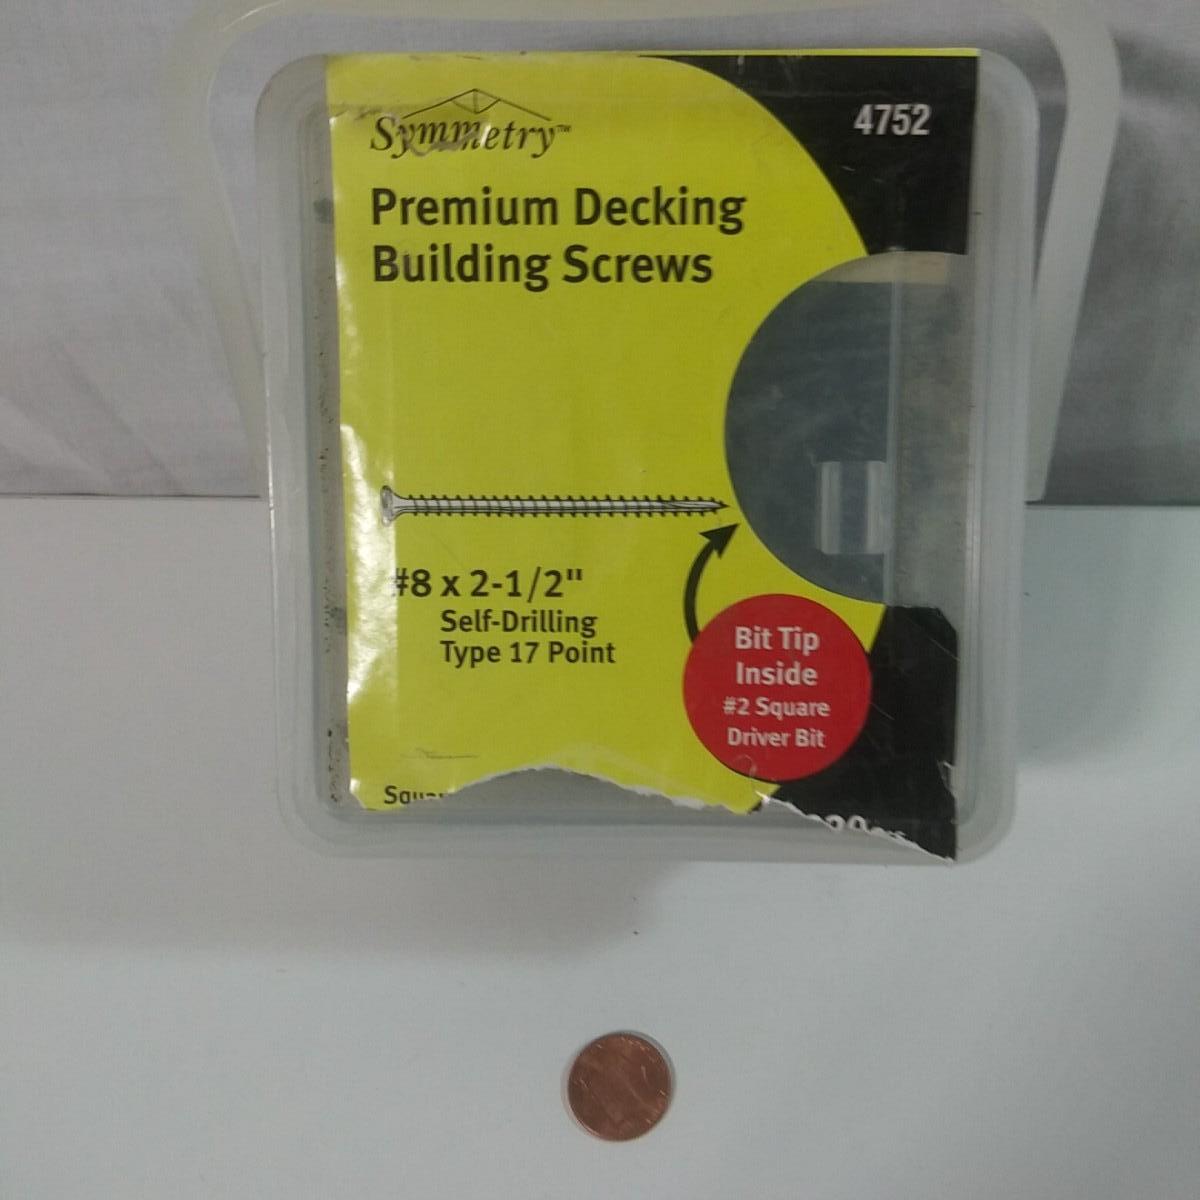 Symmetry™
4752
Premium Decking
Building Screws
#8 x 2-1/2"
Self-Drilling
Type 17 Point
Bit Tip
Inside
#2 Square
Driver Bit